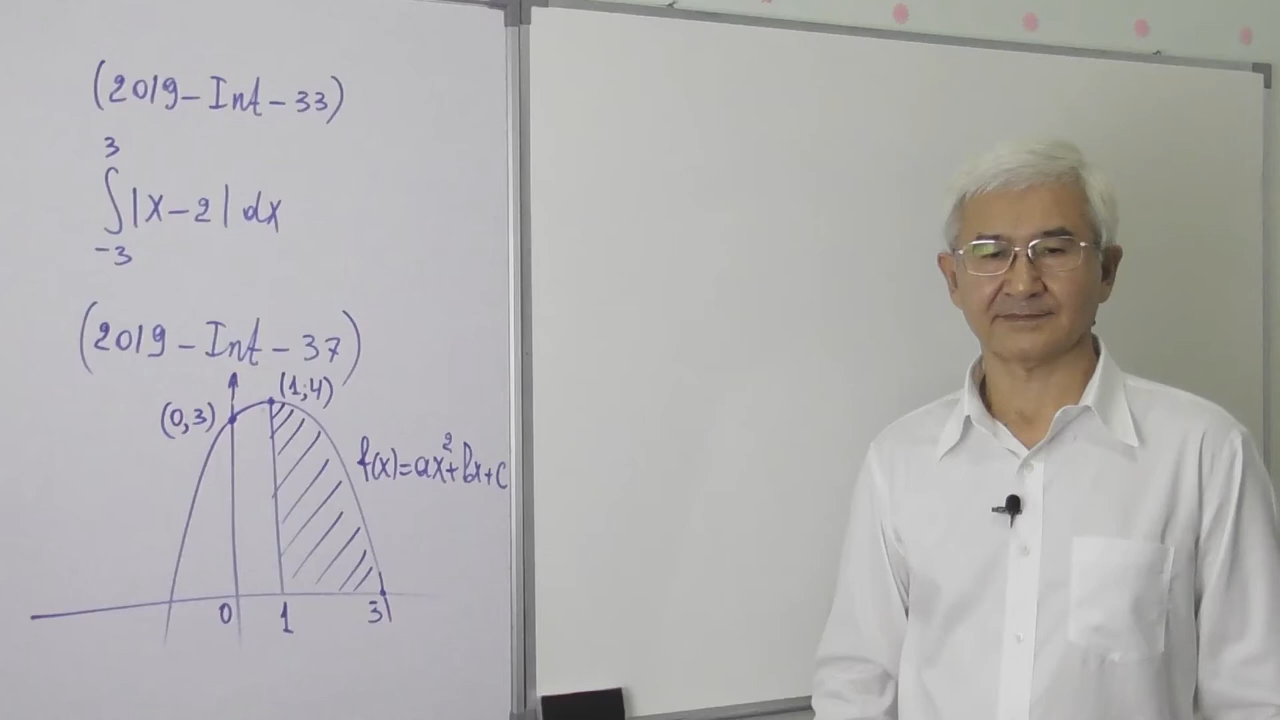 (2019-Int-33)
3
∫|x-2|dx
-3
(2019-Int-37)
(1;4)
(0,3)
f(x)=ax²+bx+c
0 1 3